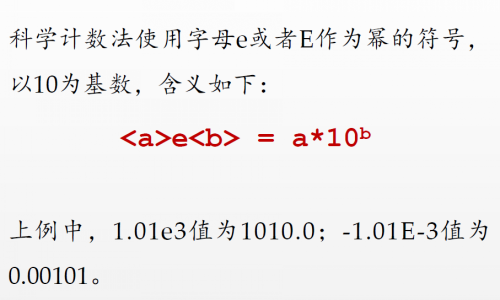 科学计数法使用字母e或者E作为幂的符号，
以10为基数，含义如下：
<a>e<b> = a*10ᵇ
上例中，1.01e3值为1010.0；-1.01E-3值为
0.00101。